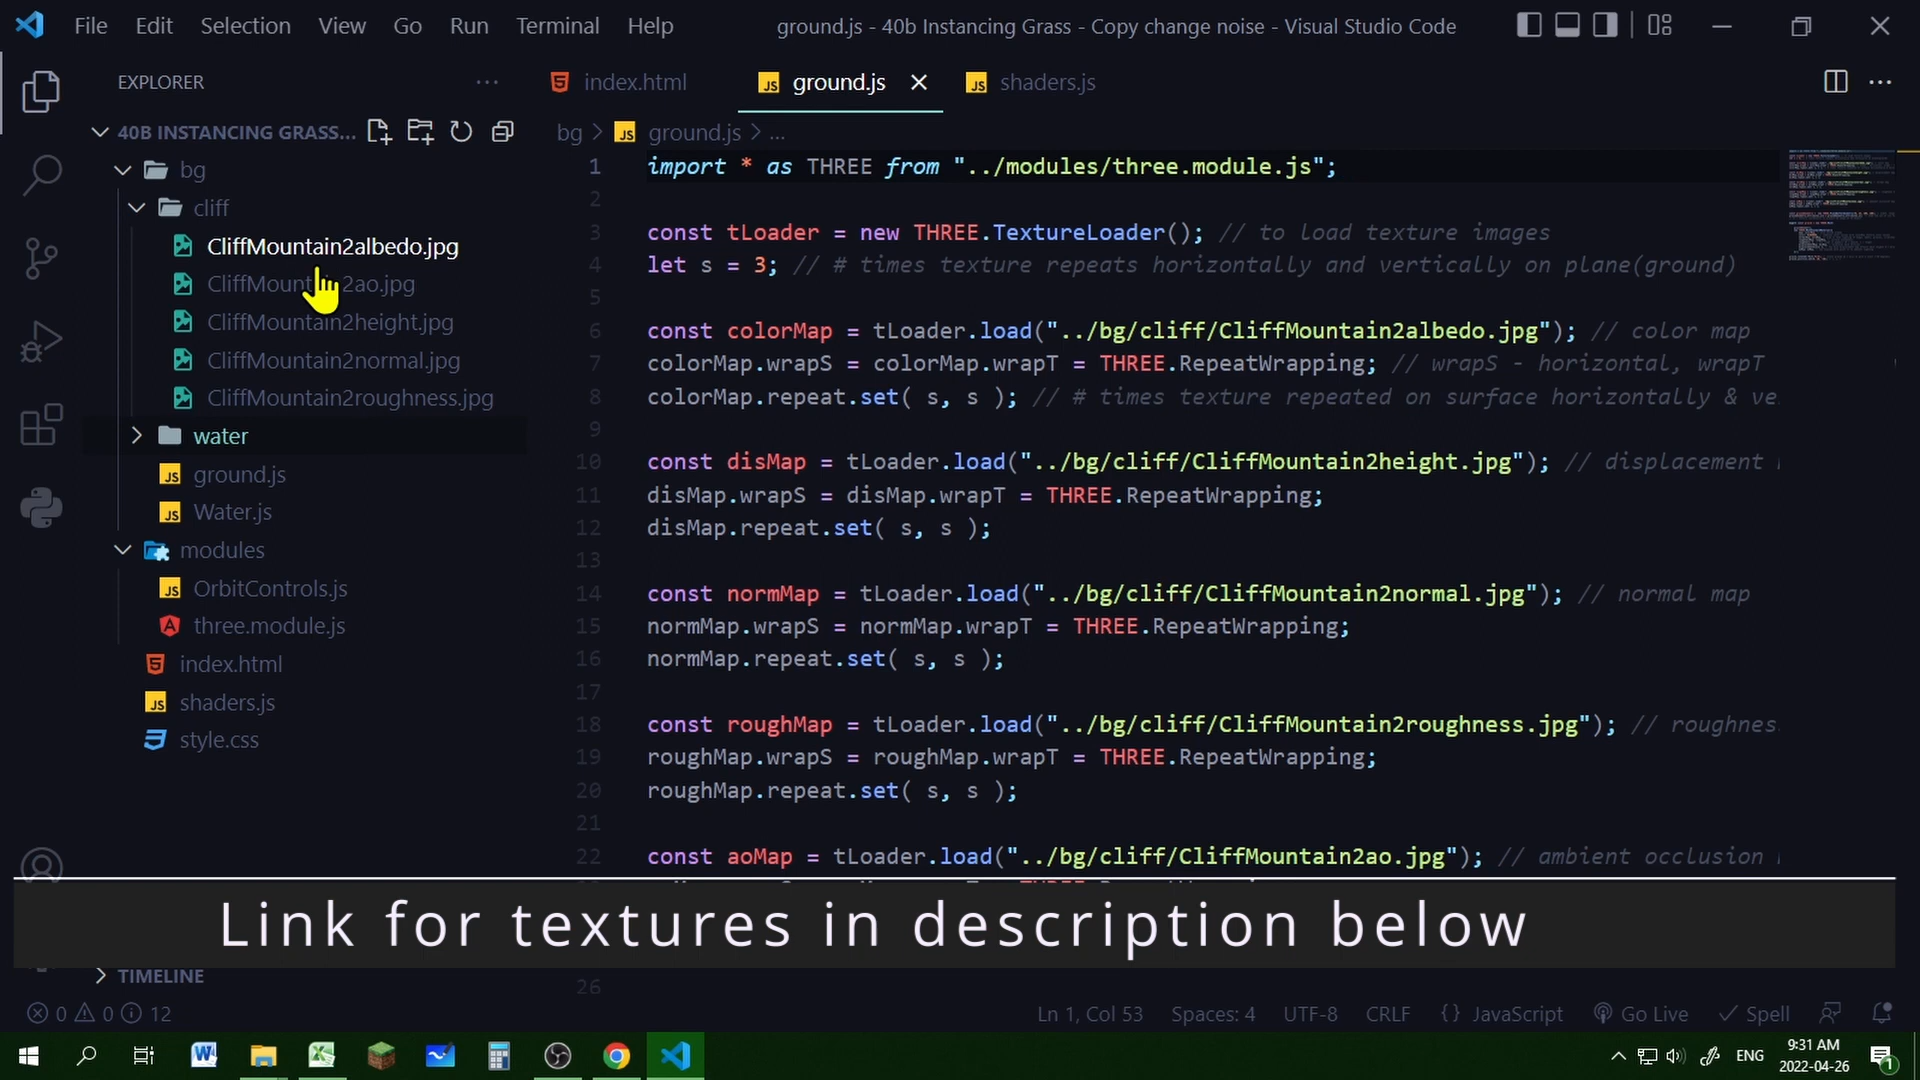 File Edit Selection View Go Run Terminal Help
ground.js - 40b Instancing Grass - Copy change noise - Visual Studio Code
EXPLORER
40B INSTANCING GRASS...
bg
cliff
CliffMountain2albedo.jpg
2ao.jpg
CliffMountain2height.jpg
CliffMountain2normal.jpg
CliffMountain2roughness.jpg
water
ground.js
Water.js
modules
OrbitControls.js
three.module.js
index.html
shaders.js
style.css
TIMELINE
index.html
ground.js
shaders.js
bg > ground.js > ...
1 import * as THREE from "../modules/three.module.js";
2
3 const tLoader = new THREE.TextureLoader(); // to load texture images
4 let s = 3; // # times texture repeats horizontally and vertically on plane(ground)
5
6 const colorMap = tLoader.load("../bg/cliff/CliffMountain2albedo.jpg"); // color map
7 colorMap.wrapS = colorMap.wrapT = THREE.RepeatWrapping; // wrapS - horizontal, wrapT
8 colorMap.repeat.set( s, s ); // # times texture repeated on surface horizontally & ve
9
10 const disMap = tLoader.load("../bg/cliff/CliffMountain2height.jpg"); // displacement
11 disMap.wrapS = disMap.wrapT = THREE.RepeatWrapping;
12 disMap.repeat.set( s, s );
13
14 const normMap = tLoader.load("../bg/cliff/CliffMountain2normal.jpg"); // normal map
15 normMap.wrapS = normMap.wrapT = THREE.RepeatWrapping;
16 normMap.repeat.set( s, s );
17
18 const roughMap = tLoader.load("../bg/cliff/CliffMountain2roughness.jpg"); // roughnes
19 roughMap.wrapS = roughMap.wrapT = THREE.RepeatWrapping;
20 roughMap.repeat.set( s, s );
21
22 const aoMap = tLoader.load("../bg/cliff/CliffMountain2ao.jpg"); // ambient occlusion
26
Link for textures in description below
0 0 12
Ln 1, Col 53 Spaces: 4 UTF-8 CRLF {} JavaScript Go Live Spell
ENG
9:31 AM
2022-04-26
1